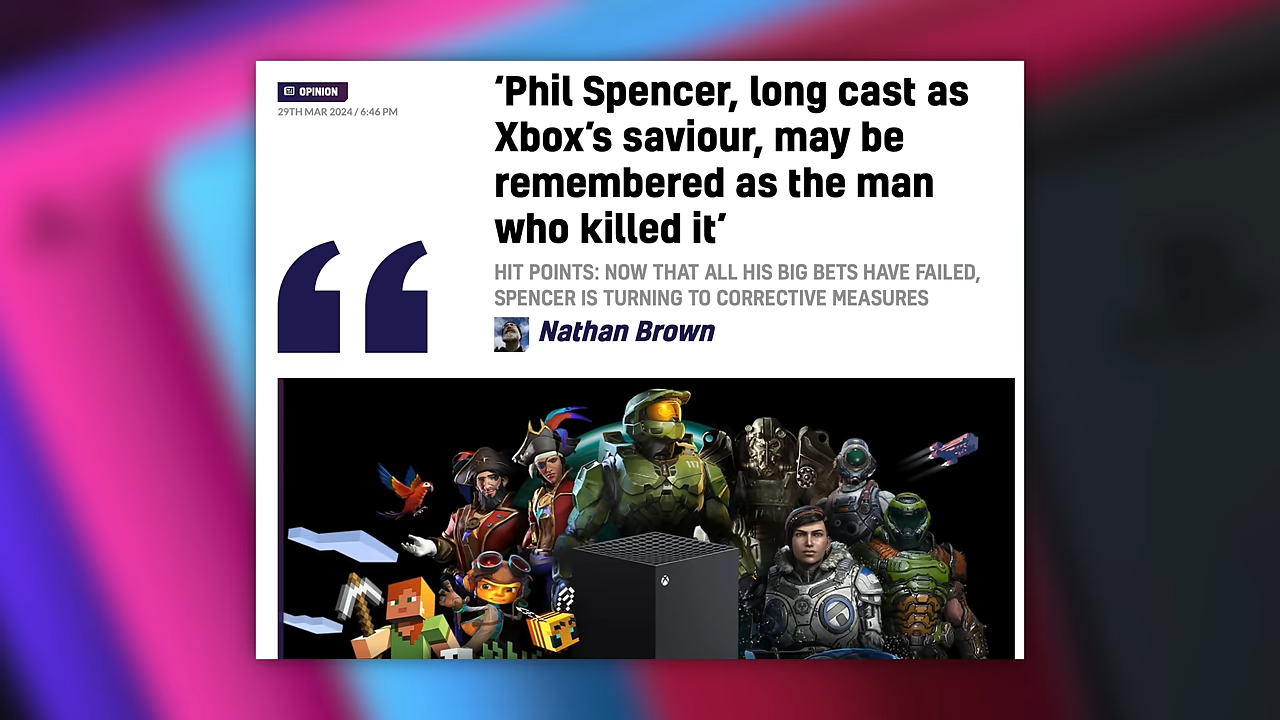 OPINION
29TH MAR 2024 / 6:46 PM
‘Phil Spencer, long cast as
Xbox’s saviour, may be
remembered as the man
who killed it’
HIT POINTS: NOW THAT ALL HIS BIG BETS HAVE FAILED,
SPENCER IS TURNING TO CORRECTIVE MEASURES
Nathan Brown
117